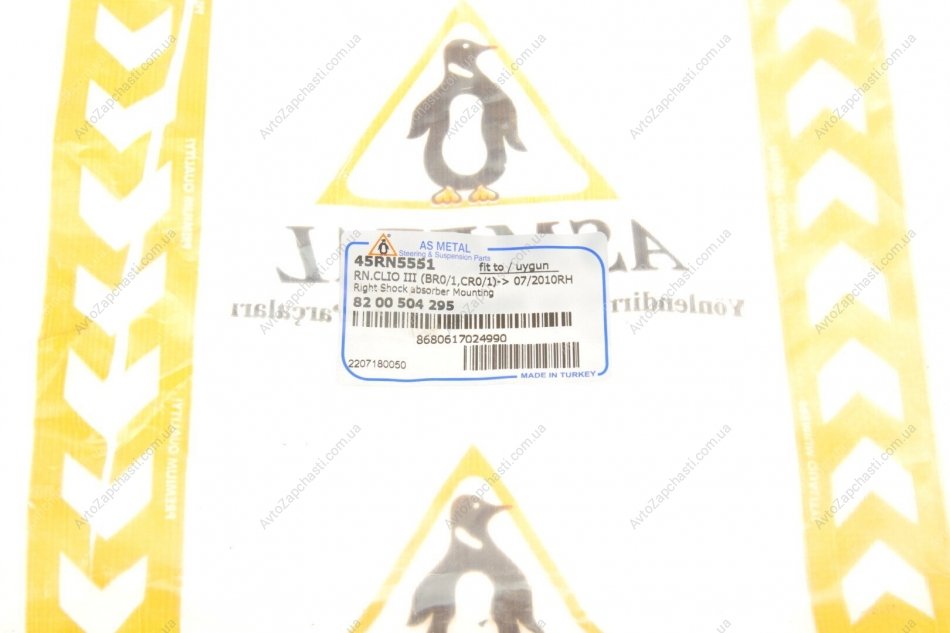 AS METAL
Steering & Suspension Parts
45RN5551 fit to / uygun
RN.CLIO III (BR0/1,CR0/1)-> 07/2010RH
Right Shock absorber Mounting
82 00 504 295
8680617024990
2207180050
MADE IN TURKEY
Yönlendirm
Parçaları
AvtoZapchasti.com.ua